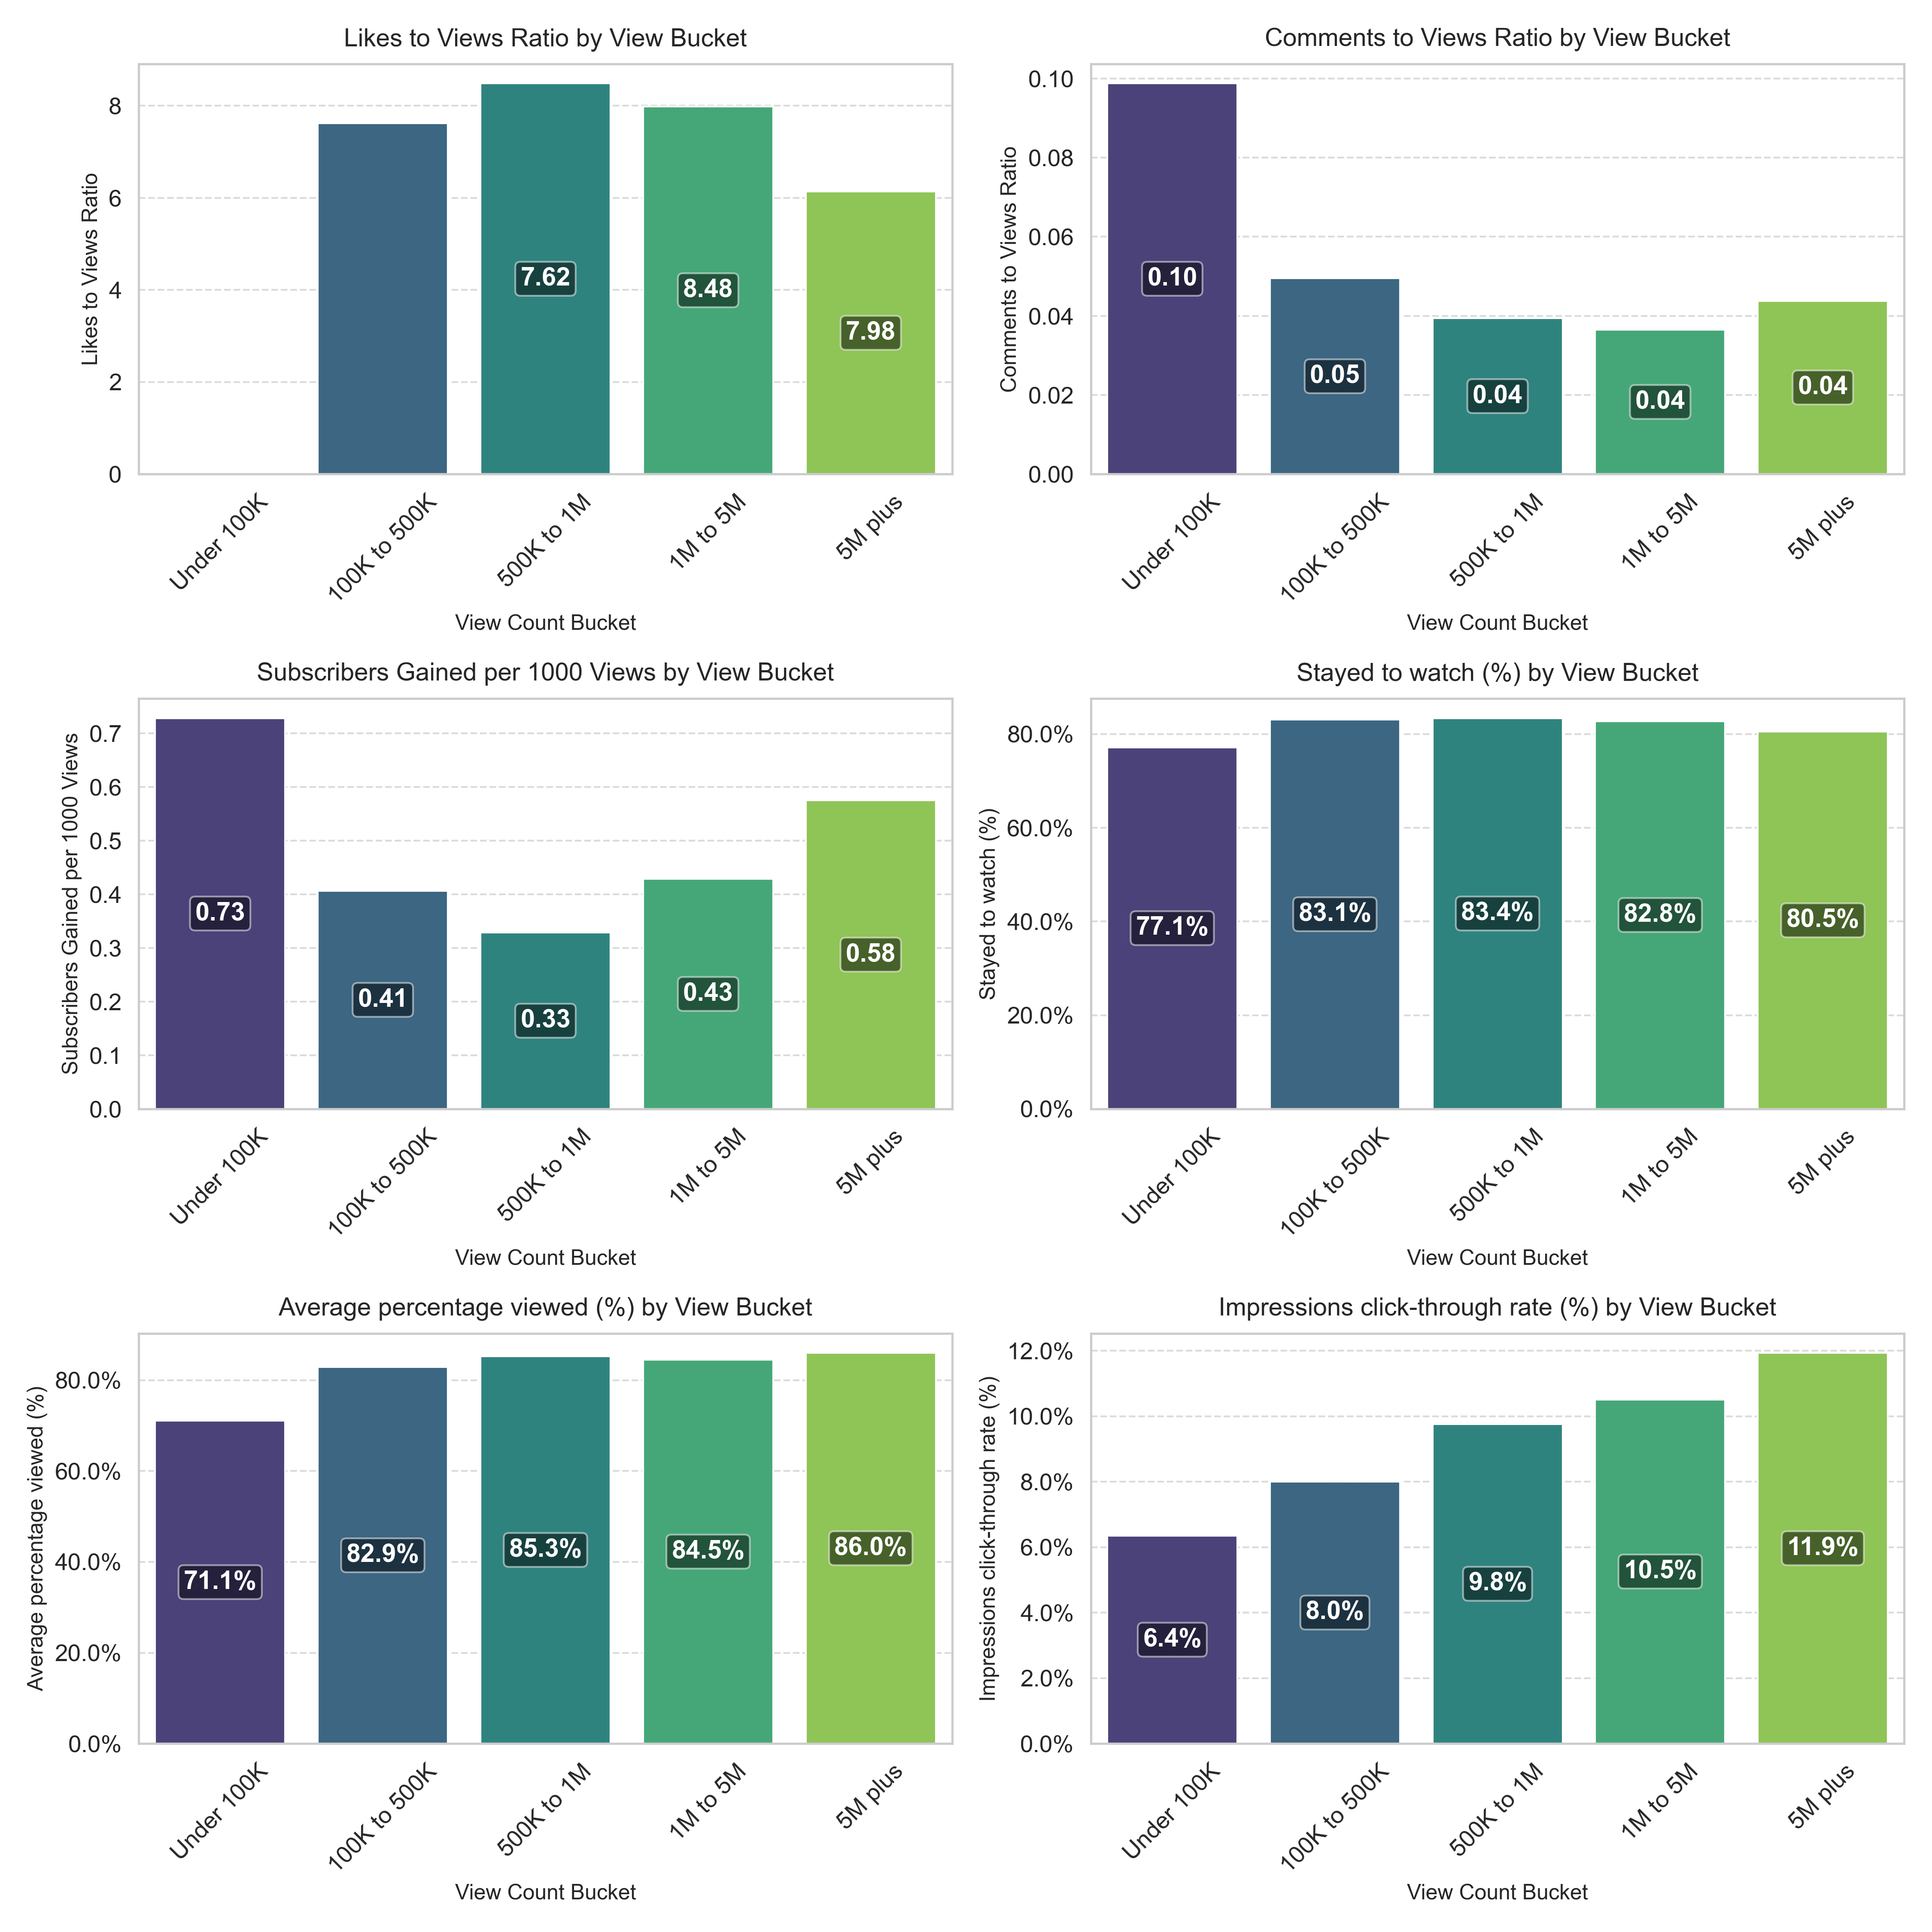 Likes to Views Ratio by View Bucket
Likes to Views Ratio
8
6
4
2
0
7.62
8.48
7.98
Under 100K
100K to 500K
500K to 1M
1M to 5M
5M plus
View Count Bucket
Comments to Views Ratio by View Bucket
Comments to Views Ratio
0.10
0.08
0.06
0.04
0.02
0.00
0.10
0.05
0.04
0.04
0.04
Under 100K
100K to 500K
500K to 1M
1M to 5M
5M plus
View Count Bucket
Subscribers Gained per 1000 Views by View Bucket
Subscribers Gained per 1000 Views
0.7
0.6
0.5
0.4
0.3
0.2
0.1
0.0
0.73
0.41
0.33
0.43
0.58
Under 100K
100K to 500K
500K to 1M
1M to 5M
5M plus
View Count Bucket
Stayed to watch (%) by View Bucket
Stayed to watch (%)
80.0%
60.0%
40.0%
20.0%
0.0%
77.1%
83.1%
83.4%
82.8%
80.5%
Under 100K
100K to 500K
500K to 1M
1M to 5M
5M plus
View Count Bucket
Average percentage viewed (%) by View Bucket
Average percentage viewed (%)
80.0%
60.0%
40.0%
20.0%
0.0%
71.1%
82.9%
85.3%
84.5%
86.0%
Under 100K
100K to 500K
500K to 1M
1M to 5M
5M plus
View Count Bucket
Impressions click-through rate (%) by View Bucket
Impressions click-through rate (%)
12.0%
10.0%
8.0%
6.0%
4.0%
2.0%
0.0%
6.4%
8.0%
9.8%
10.5%
11.9%
Under 100K
100K to 500K
500K to 1M
1M to 5M
5M plus
View Count Bucket